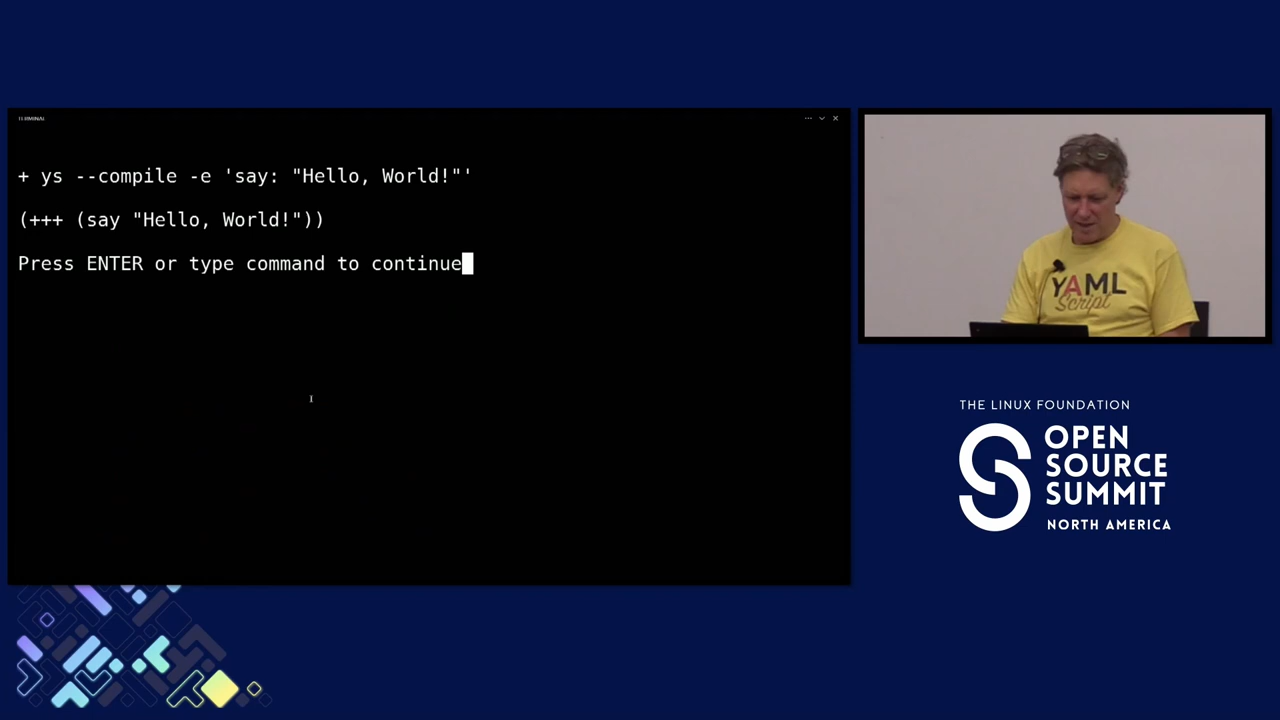 TERMINAL
+ ys --compile -e 'say: "Hello, World!"'
(+++ (say "Hello, World!"))
Press ENTER or type command to continue
YAML
Script
THE LINUX FOUNDATION
OPEN
SOURCE
SUMMIT
NORTH AMERICA